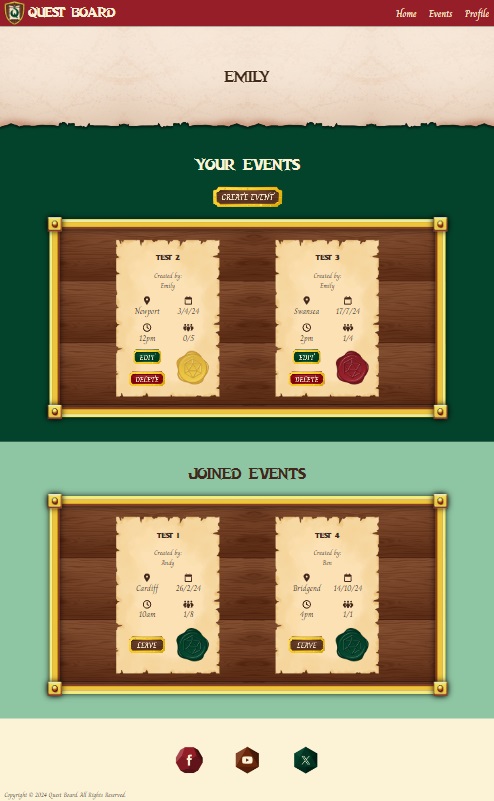 QUEST BOARD
Home Events Profile
EMILY
YOUR EVENTS
CREATE EVENT
TEST 2
Created by:
Emily
Newport 3/4/24
12pm 0/5
EDIT
DELETE
TEST 3
Created by:
Emily
Swansea 17/7/24
2pm 1/4
EDIT
DELETE
JOINED EVENTS
TEST 1
Created by:
Andy
Cardiff 26/2/24
10am 1/8
LEAVE
TEST 4
Created by:
Ben
Bridgend 14/10/24
4pm 1/1
LEAVE
Copyright © 2024 Quest Board. All Rights Reserved.